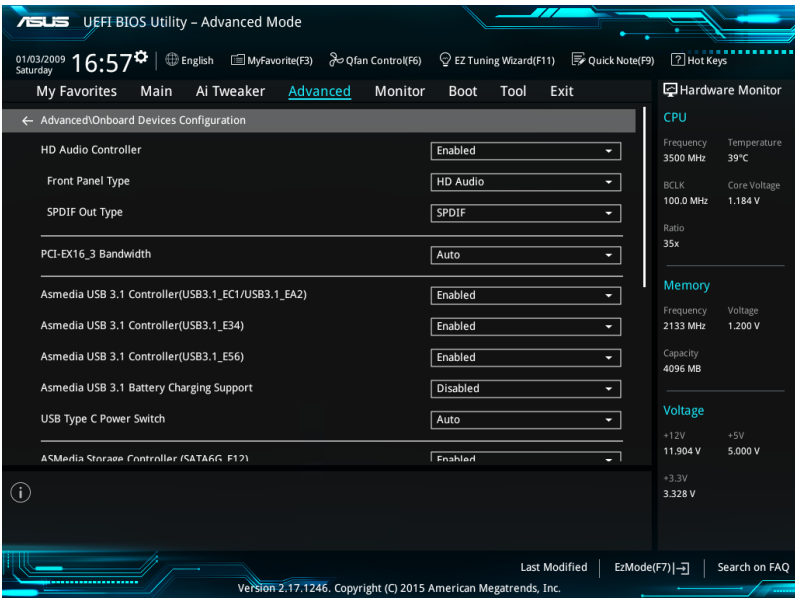 ASUS UEFI BIOS Utility – Advanced Mode
01/03/2009
Saturday
16:57
English
MyFavorite(F3)
Qfan Control(F6)
EZ Tuning Wizard(F11)
Quick Note(F9)
? Hot Keys
My Favorites Main Ai Tweaker Advanced Monitor Boot Tool Exit
Hardware Monitor
← Advanced\Onboard Devices Configuration
HD Audio Controller Enabled
Front Panel Type HD Audio
SPDIF Out Type SPDIF
PCI-EX16_3 Bandwidth Auto
Asmedia USB 3.1 Controller(USB3.1_EC1/USB3.1_EA2) Enabled
Asmedia USB 3.1 Controller(USB3.1_E34) Enabled
Asmedia USB 3.1 Controller(USB3.1_E56) Enabled
Asmedia USB 3.1 Battery Charging Support Disabled
USB Type C Power Switch Auto
ASMedia Storage Controller (SATA6G_E12) Enabled
CPU
Frequency Temperature
3500 MHz 39°C
BCLK Core Voltage
100.0 MHz 1.184 V
Ratio
35x
Memory
Frequency Voltage
2133 MHz 1.200 V
Capacity
4096 MB
Voltage
+12V +5V
11.904 V 5.000 V
+3.3V
3.328 V
Last Modified
EzMode(F7)
Search on FAQ
Version 2.17.1246. Copyright (C) 2015 American Megatrends, Inc.